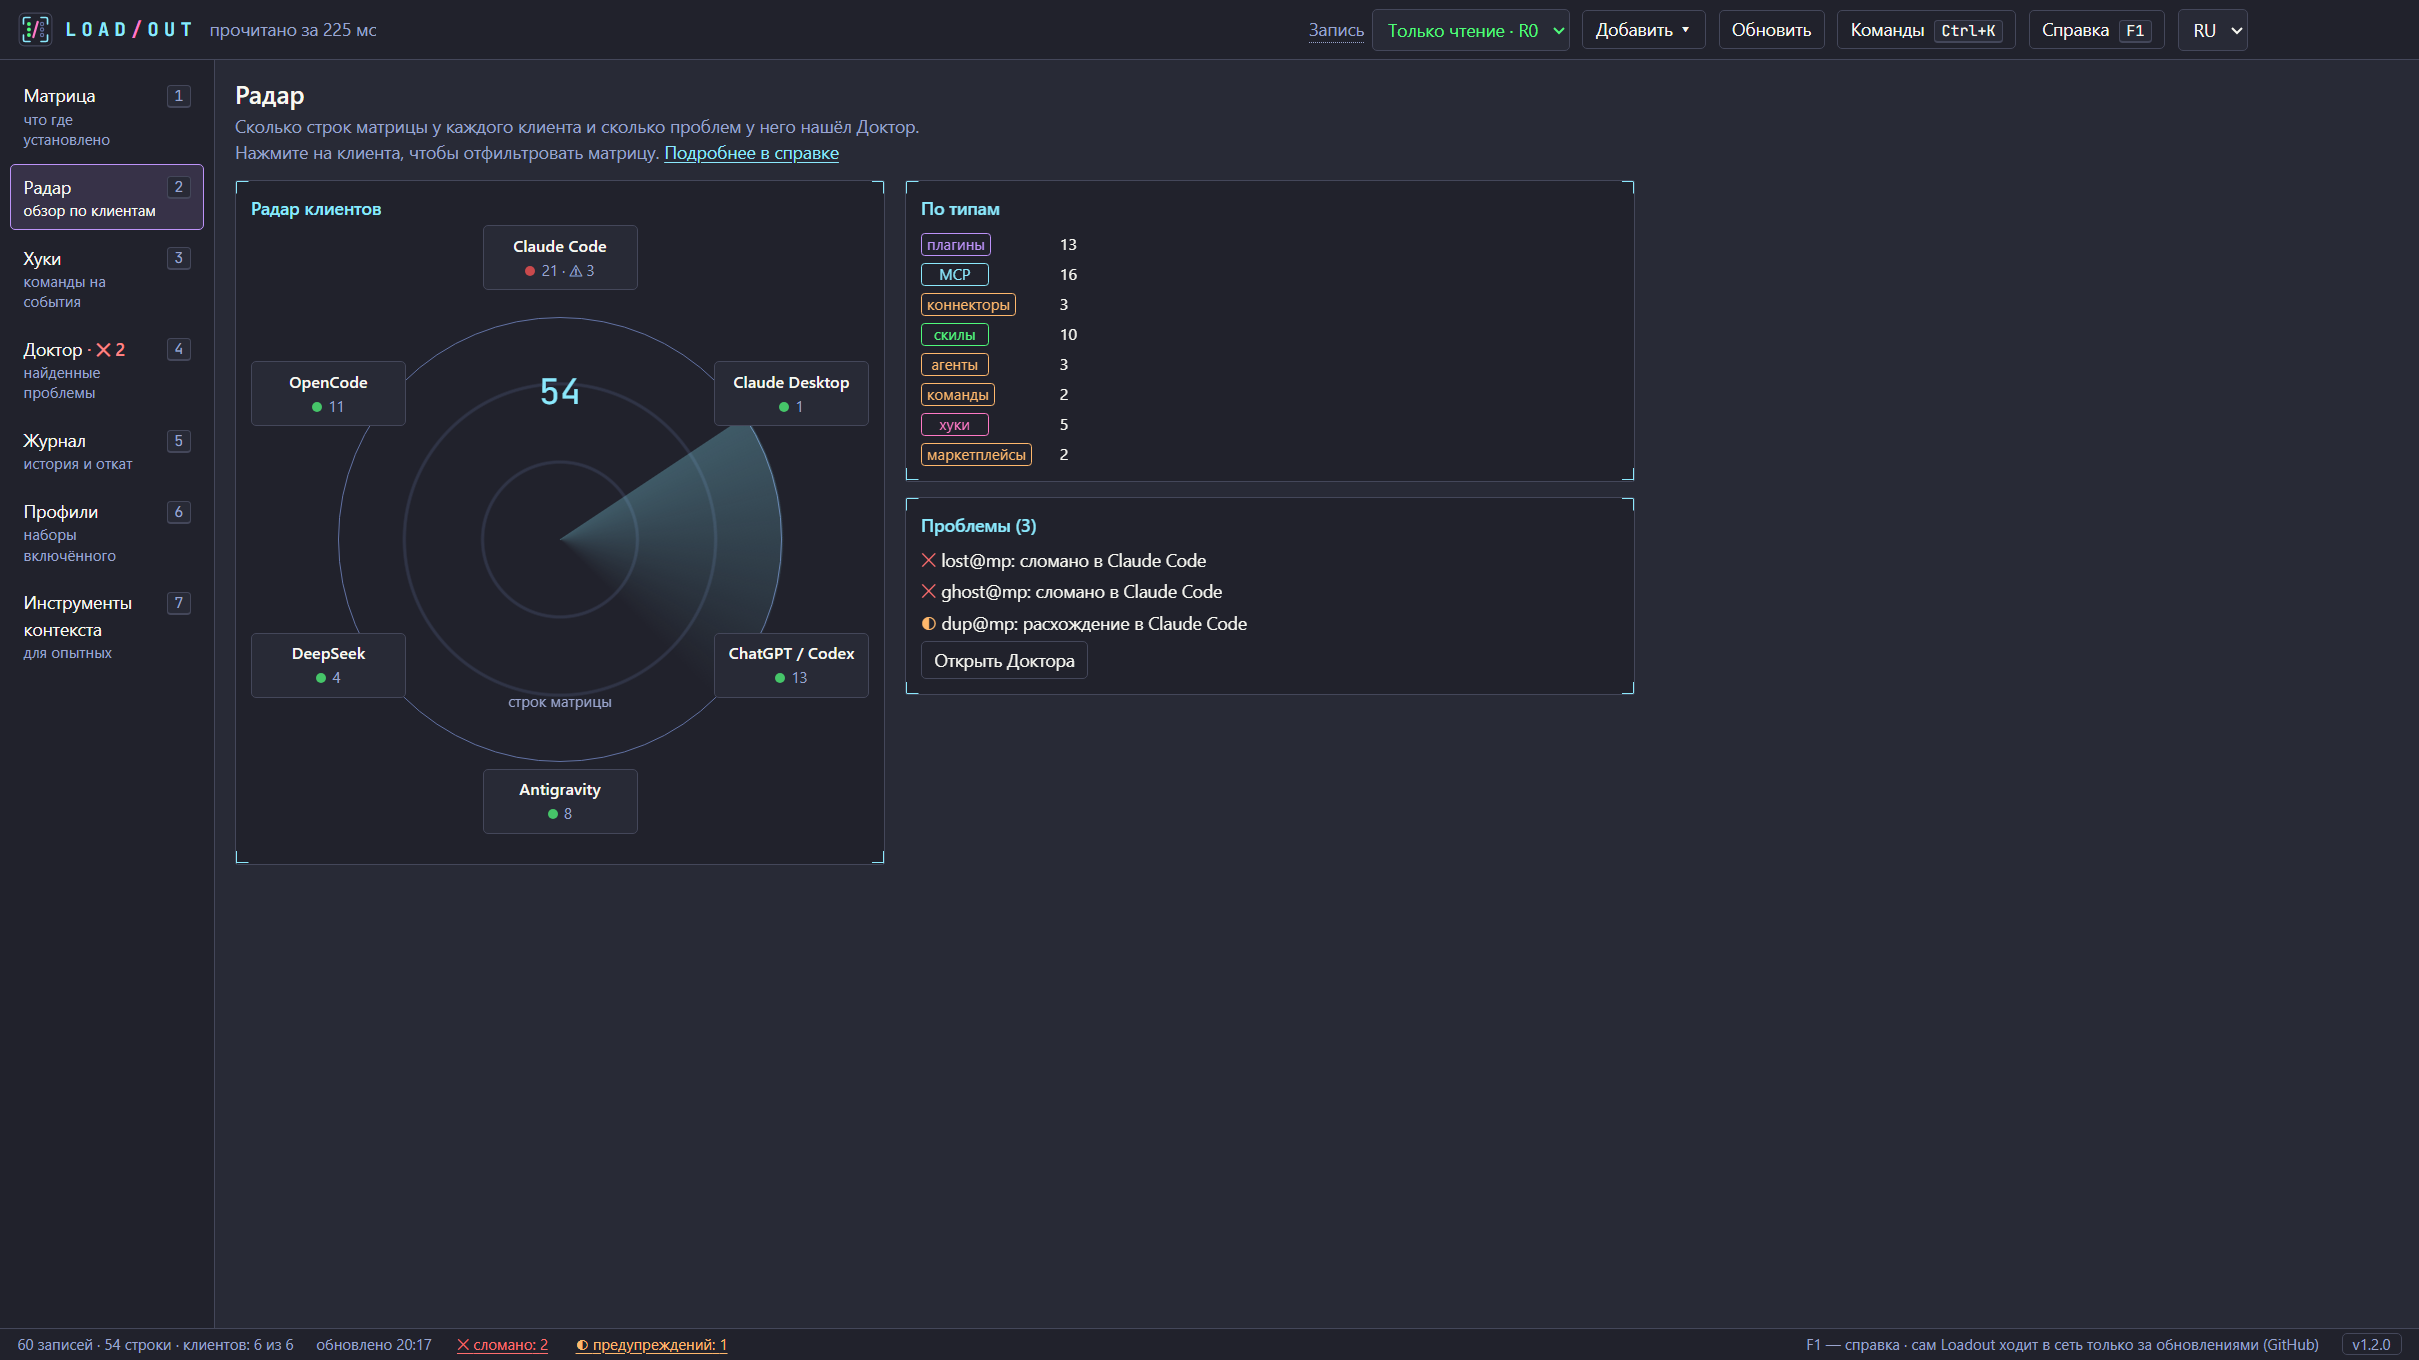 LOAD/OUT прочитано за 225 мс
Запись Только чтение · R0 Добавить ▼ Обновить Команды Ctrl+K Справка F1 RU
Матрица 1
что где
установлено
Радар 2
обзор по клиентам
Хуки 3
команды на
события
Доктор · ✕ 2 4
найденные
проблемы
Журнал 5
история и откат
Профили 6
наборы
включённого
Инструменты 7
контекста
для опытных
Радар
Сколько строк матрицы у каждого клиента и сколько проблем у него нашёл Доктор.
Нажмите на клиента, чтобы отфильтровать матрицу. Подробнее в справке
Радар клиентов
Claude Code
● 21 · ⚠ 3
OpenCode
● 11
54
Claude Desktop
● 1
DeepSeek
● 4
ChatGPT / Codex
● 13
строк матрицы
Antigravity
● 8
По типам
плагины 13
MCP 16
коннекторы 3
скилы 10
агенты 3
команды 2
хуки 5
маркетплейсы 2
Проблемы (3)
✕ lost@mp: сломано в Claude Code
✕ ghost@mp: сломано в Claude Code
◐ dup@mp: расхождение в Claude Code
Открыть Доктора
60 записей · 54 строки · клиентов: 6 из 6 обновлено 20:17 ✕ сломано: 2 ◐ предупреждений: 1
F1 — справка · сам Loadout ходит в сеть только за обновлениями (GitHub) v1.2.0